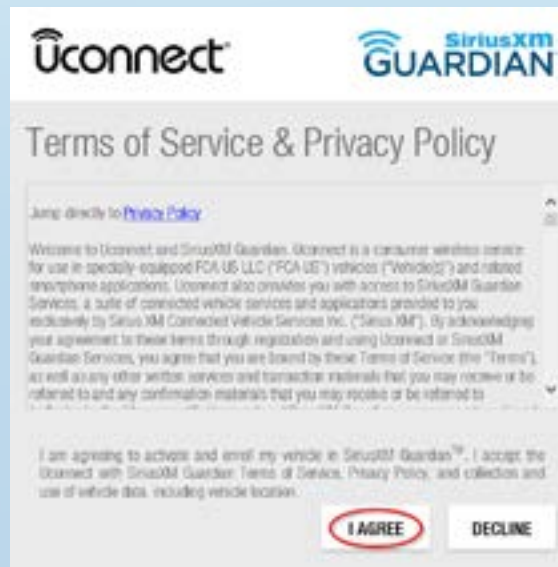 Uconnect
SiriusXm
GUARDIAN
Terms of Service & Privacy Policy
Jump directly to Privacy Policy
Welcome to Uconnect and SiriusXM Guardian. Uconnect is a consumer wireless service
for use in specially-equipped FCA US LLC ("FCA US") vehicles ("Vehicle(s)") and related
smartphone applications. Uconnect also provides you with access to SiriusXM Guardian
Services, a suite of connected vehicle services and applications provided to you
exclusively by Sirius XM Connected Vehicle Services Inc. ("Sirius XM"). By acknowledging
your agreement to these terms through registration and using Uconnect or SiriusXM
Guardian Services, you agree that you are bound by these Terms of Service (the "Terms"),
as well as any other written services and transaction materials that you may receive or be
referred to and any confirmation materials that you may receive or be referred to
I am agreeing to activate and enroll my vehicle in SiriusXM Guardian™. I accept the
Uconnect with SiriusXM Guardian Terms of Service, Privacy Policy, and collection and
use of vehicle data, including vehicle location.
I AGREE
DECLINE